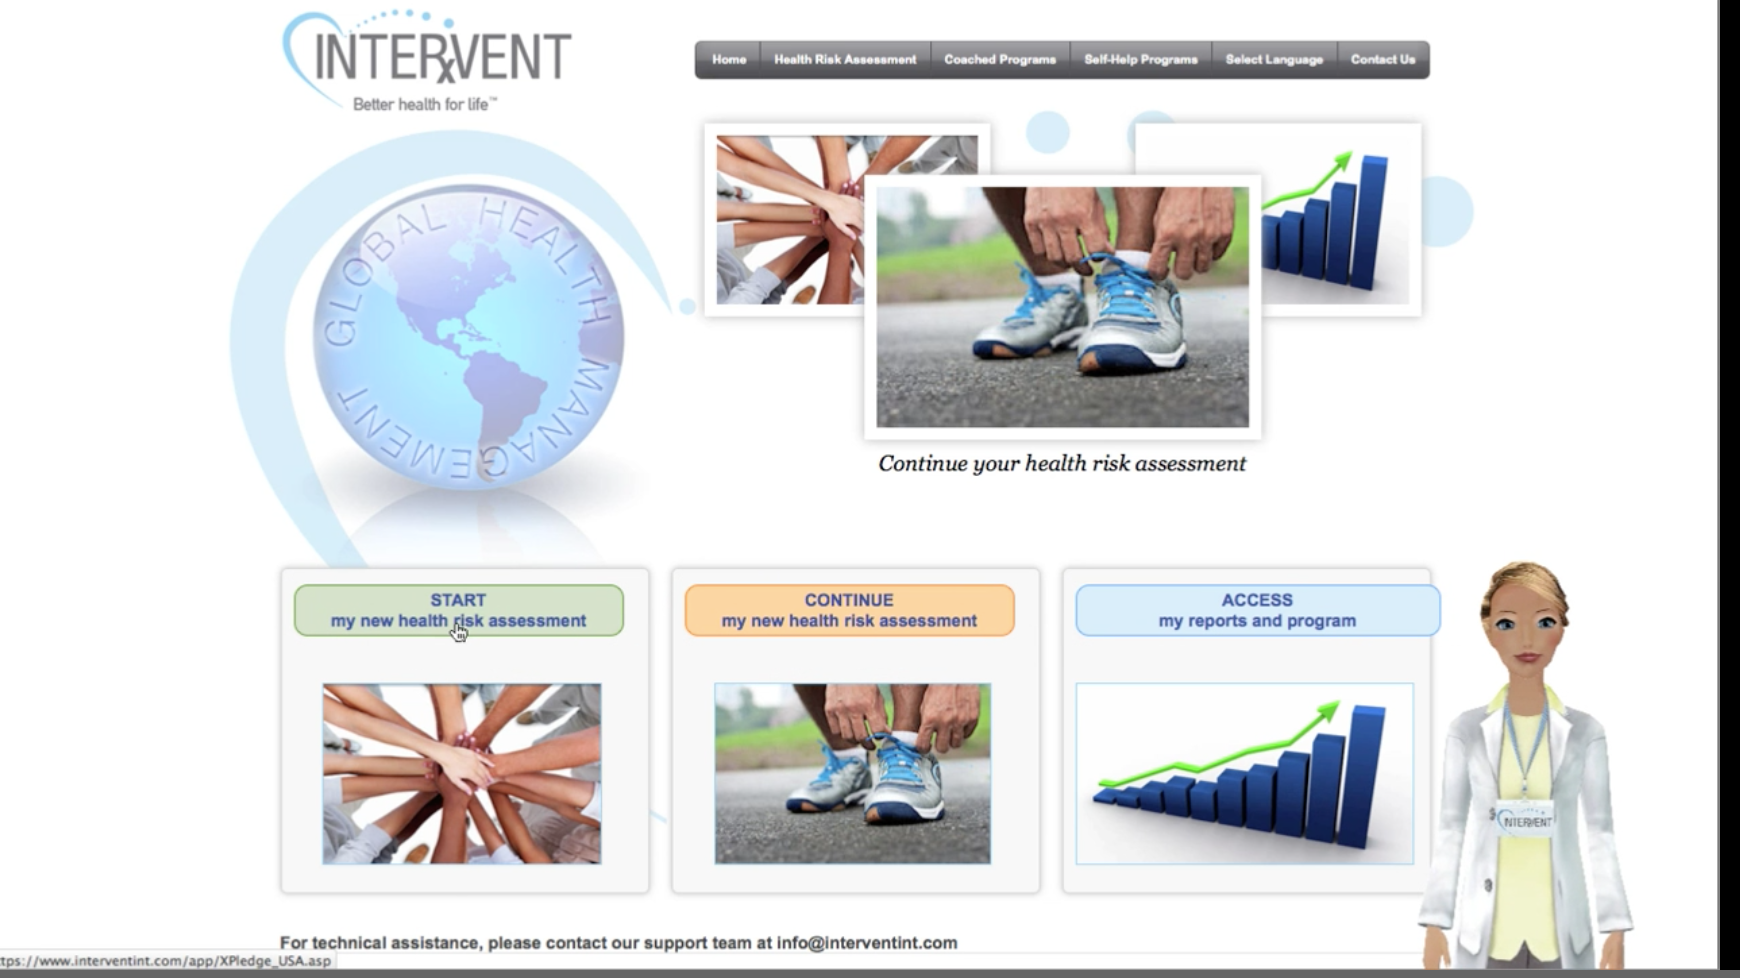 INTERxVENT
Better health for life™
Home
Health Risk Assessment
Coached Programs
Self-Help Programs
Select Language
Contact Us
GLOBAL HEALTH MANAGEMENT
Continue your health risk assessment
START
my new health risk assessment
CONTINUE
my new health risk assessment
ACCESS
my reports and program
INTERxVENT
For technical assistance, please contact our support team at info@interventint.com
ttps://www.interventint.com/app/XPledge_USA.asp